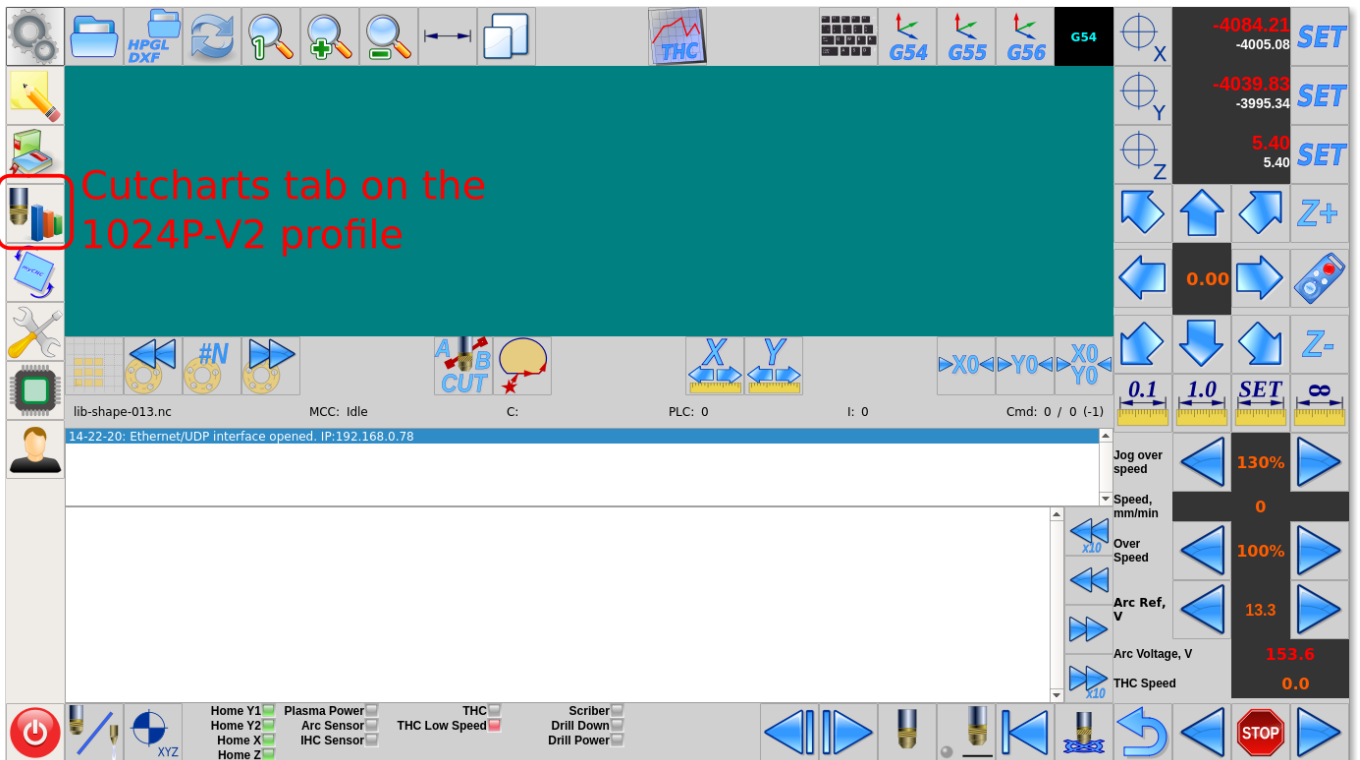 HPGL
DXF
1
THC
G54
G55
G56
G54
X
-4084.21
-4005.08
SET
Y
-4039.83
-3995.34
SET
Z
5.40
5.40
SET
Cutcharts tab on the
1024P-V2 profile
myCNC
Z+
0.00
Z-
#N
A
B
CUT
X
Y
X0
Y0
X0
Y0
0.1
1.0
SET
∞
lib-shape-013.nc
MCC: Idle
C:
PLC: 0
I: 0
Cmd: 0 / 0 (-1)
14-22-20: Ethernet/UDP interface opened. IP:192.168.0.78
Jog over
speed
130%
Speed,
mm/min
0
x10
Over
Speed
100%
Arc Ref,
V
13.3
Arc Voltage, V
153.6
THC Speed
0.0
x10
XYZ
Home Y1
Home Y2
Home X
Home Z
Plasma Power
Arc Sensor
IHC Sensor
THC
THC Low Speed
Scriber
Drill Down
Drill Power
STOP